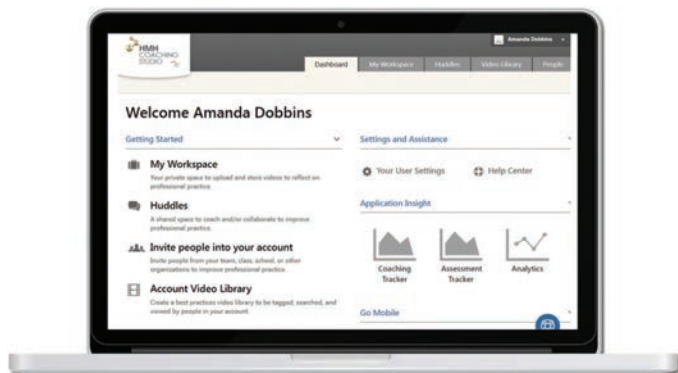 HMH
COACHING
STUDIO
Amanda Dobbins
Dashboard My Workspace Huddles Video Library People
Welcome Amanda Dobbins
Getting Started
My Workspace
Your private space to upload and store videos to reflect on
professional practice.
Huddles
A shared space to coach and/or collaborate to improve
professional practice.
Invite people into your account
Invite people from your team, class, school, or other
organizations to improve professional practice.
Account Video Library
Create a best practices video library to be tagged, searched, and
viewed by people in your account.
Settings and Assistance
Your User Settings Help Center
Application Insight
Coaching
Tracker
Assessment
Tracker
Analytics
Go Mobile